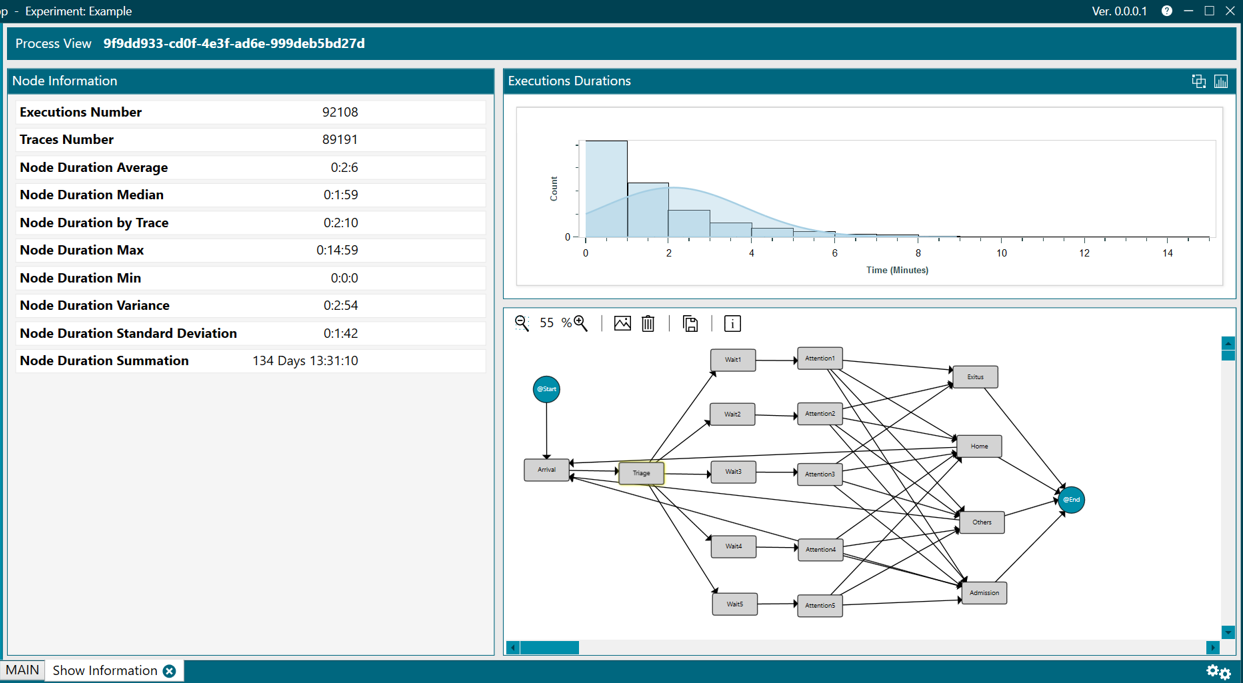 op - Experiment: Example Ver. 0.0.0.1 ?
Process View 9f9dd933-cd0f-4e3f-ad6e-999deb5bd27d
Node Information
Executions Number 92108
Traces Number 89191
Node Duration Average 0:2:6
Node Duration Median 0:1:59
Node Duration by Trace 0:2:10
Node Duration Max 0:14:59
Node Duration Min 0:0:0
Node Duration Variance 0:2:54
Node Duration Standard Deviation 0:1:42
Node Duration Summation 134 Days 13:31:10
Executions Durations
Count
0
0 2 4 6 8 10 12 14
Time (Minutes)
55 %
@Start
Arrival
Triage
Wait1
Wait2
Wait3
Wait4
Wait5
Attention1
Attention2
Attention3
Attention4
Attention5
Exitus
Home
Others
Admission
@End
MAIN Show Information